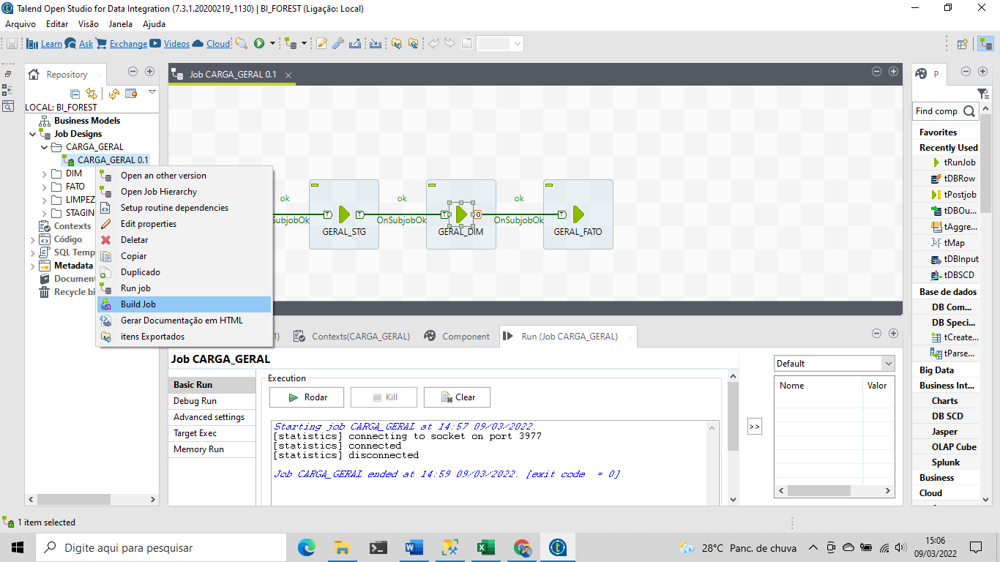 Talend Open Studio for Data Integration (7.3.1.20200219_1130) | BI_FOREST (Ligação: Local)
Arquivo Editar Visão Janela Ajuda
Learn Ask Exchange Videos Cloud
Repository
LOCAL: BI_FOREST
Business Models
Job Designs
CARGA_GERAL
CARGA_GERAL 0.1
DIM
FATO
LIMPEZ
STAGIN
Contexts
Código
SQL Temp
Metadata
Document
Recycle bi
Open an other version
Open Job Hierarchy
Setup routine dependencies
Edit properties
Deletar
Copiar
Duplicado
Run job
Build Job
Gerar Documentação em HTML
itens Exportados
Job CARGA_GERAL 0.1
ok ok ok
SubjobOk OnSubjobOk OnSubjobOk
T T T O T
GERAL_STG GERAL_DIM GERAL_FATO
1) Contexts(CARGA_GERAL) Component Run (Job CARGA_GERAL)
Job CARGA_GERAL
Basic Run
Debug Run
Advanced settings
Target Exec
Memory Run
Execution
Rodar Kill Clear
Starting job CARGA_GERAL at 14:57 09/03/2022.
[statistics] connecting to socket on port 3977
[statistics] connected
[statistics] disconnected
Job CARGA_GERAL ended at 14:59 09/03/2022. [exit code  = 0]
>>
Default
Nome Valor
P
Find comp
Favorites
Recently Used
tRunJob
tDBRow
tPostjob
tDBOu...
tAggre...
tMap
tDBInput
tDBSCD
Base de dados
DB Com...
DB Speci...
tCreate...
tParse...
Big Data
Business Int...
Charts
DB SCD
Jasper
OLAP Cube
Splunk
Business
Cloud
1 item selected
Digite aqui para pesquisar
28°C Panc. de chuva
15:06
09/03/2022